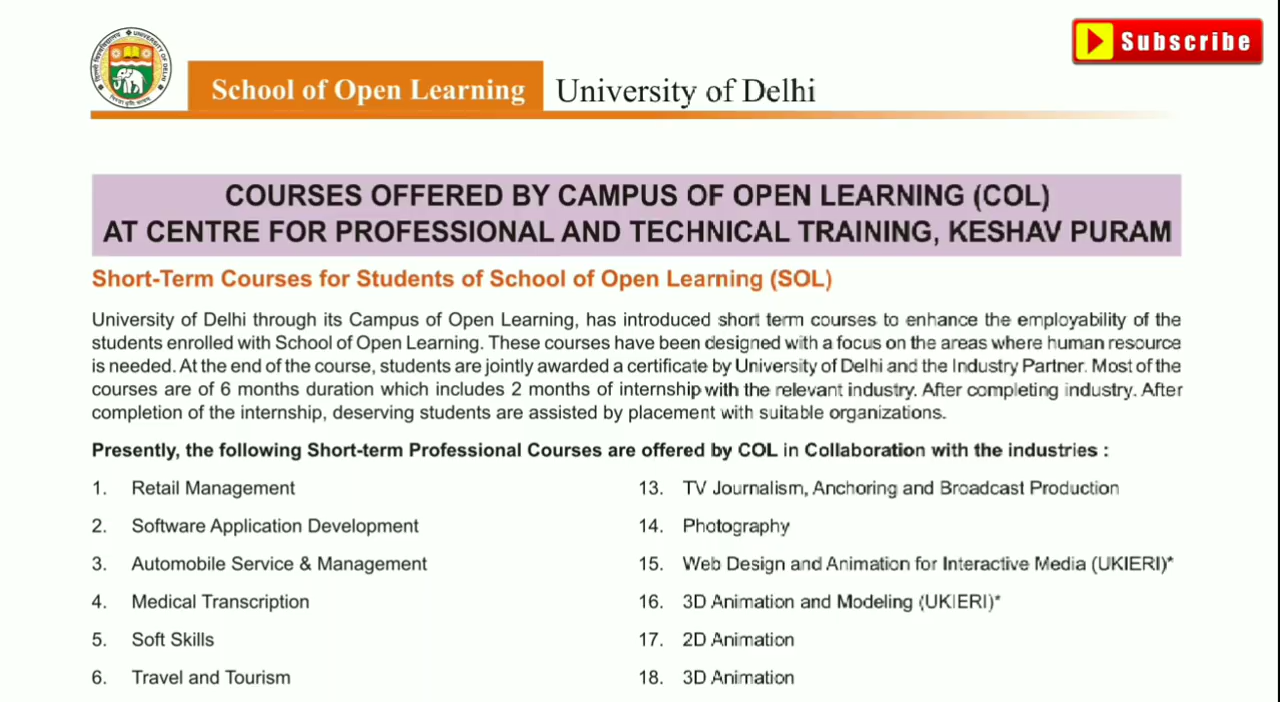 Subscribe
School of Open Learning University of Delhi
COURSES OFFERED BY CAMPUS OF OPEN LEARNING (COL)
AT CENTRE FOR PROFESSIONAL AND TECHNICAL TRAINING, KESHAV PURAM
Short-Term Courses for Students of School of Open Learning (SOL)
University of Delhi through its Campus of Open Learning, has introduced short term courses to enhance the employability of the
students enrolled with School of Open Learning. These courses have been designed with a focus on the areas where human resource
is needed. At the end of the course, students are jointly awarded a certificate by University of Delhi and the Industry Partner. Most of the
courses are of 6 months duration which includes 2 months of internship with the relevant industry. After completing industry. After
completion of the internship, deserving students are assisted by placement with suitable organizations.
Presently, the following Short-term Professional Courses are offered by COL in Collaboration with the industries :
1. Retail Management
2. Software Application Development
3. Automobile Service & Management
4. Medical Transcription
5. Soft Skills
6. Travel and Tourism
13. TV Journalism, Anchoring and Broadcast Production
14. Photography
15. Web Design and Animation for Interactive Media (UKIERI)*
16. 3D Animation and Modeling (UKIERI)*
17. 2D Animation
18. 3D Animation